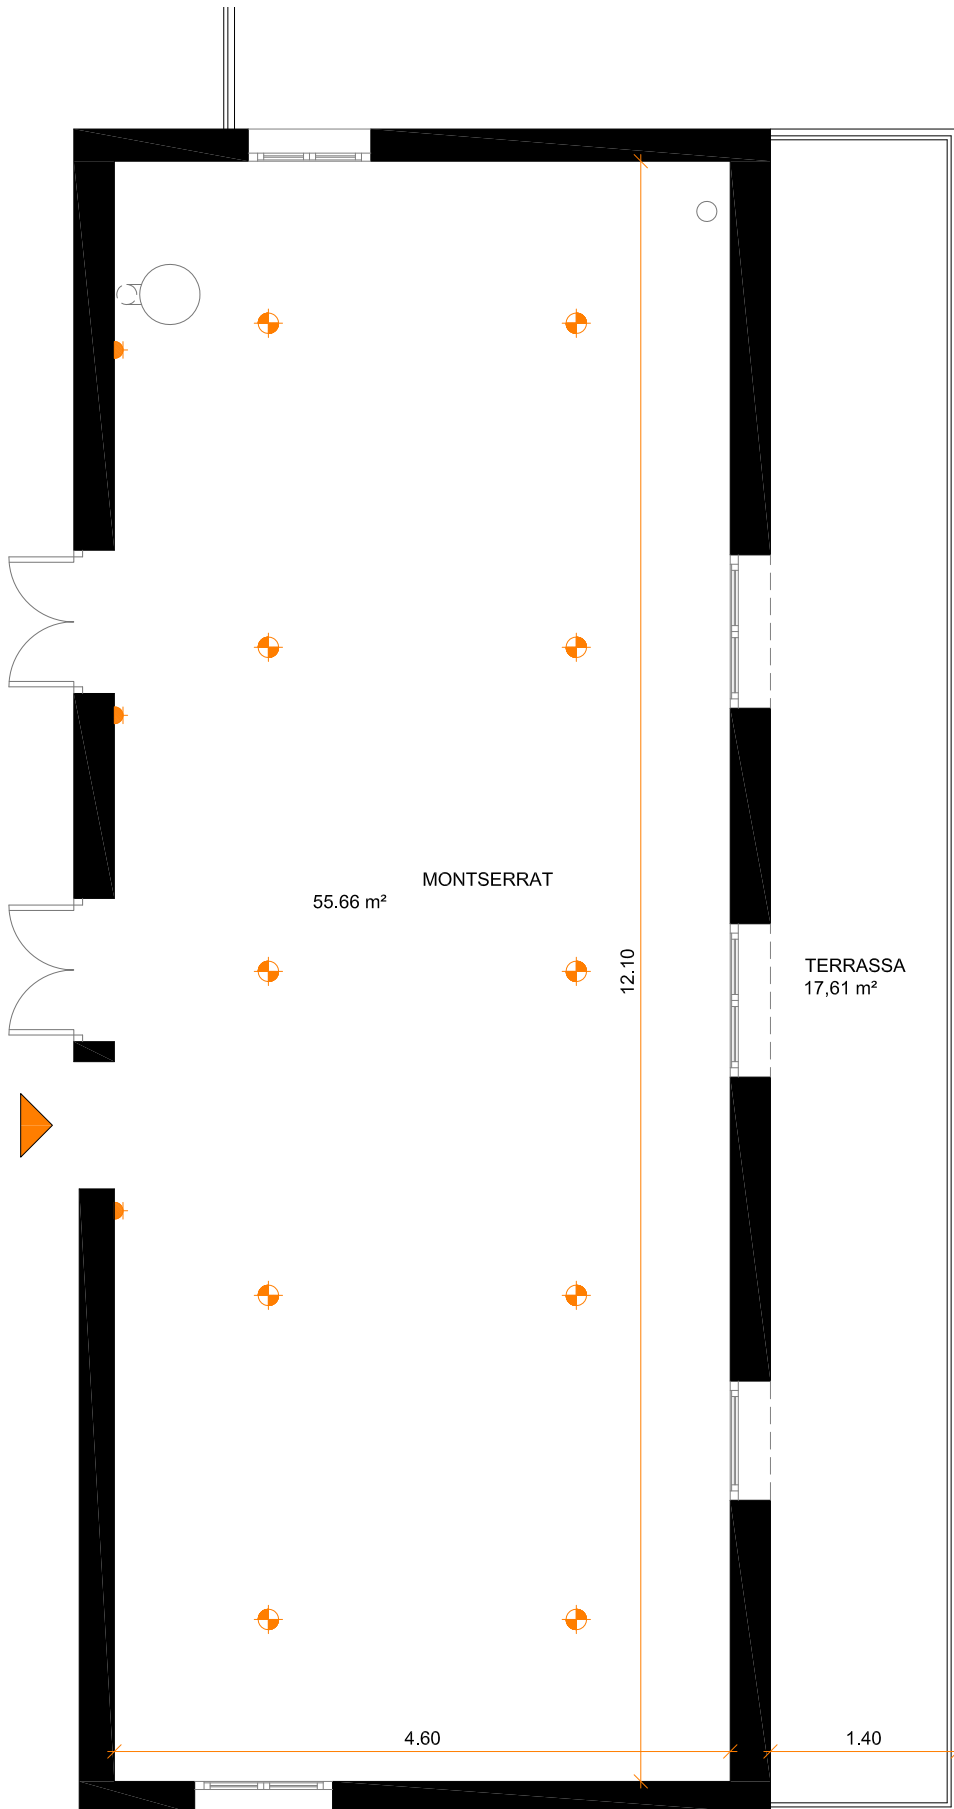 MONTSERRAT
55.66 m²
12.10
TERRASSA
17,61 m²
4.60
1.40